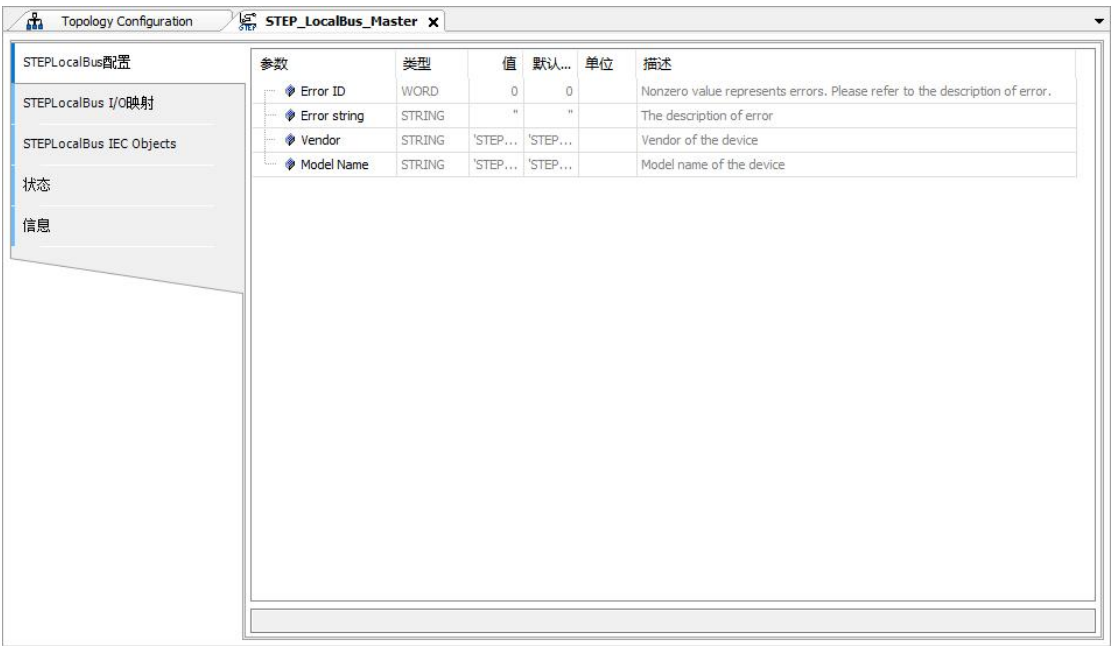 Topology Configuration STEP_LocalBus_Master
STEPLocalBus配置
STEPLocalBus I/O映射
STEPLocalBus IEC Objects
状态
信息
参数 类型 值 默认... 单位 描述
Error ID WORD 0 0 Nonzero value represents errors. Please refer to the description of error.
Error string STRING '' '' The description of error
Vendor STRING 'STEP... 'STEP... Vendor of the device
Model Name STRING 'STEP... 'STEP... Model name of the device